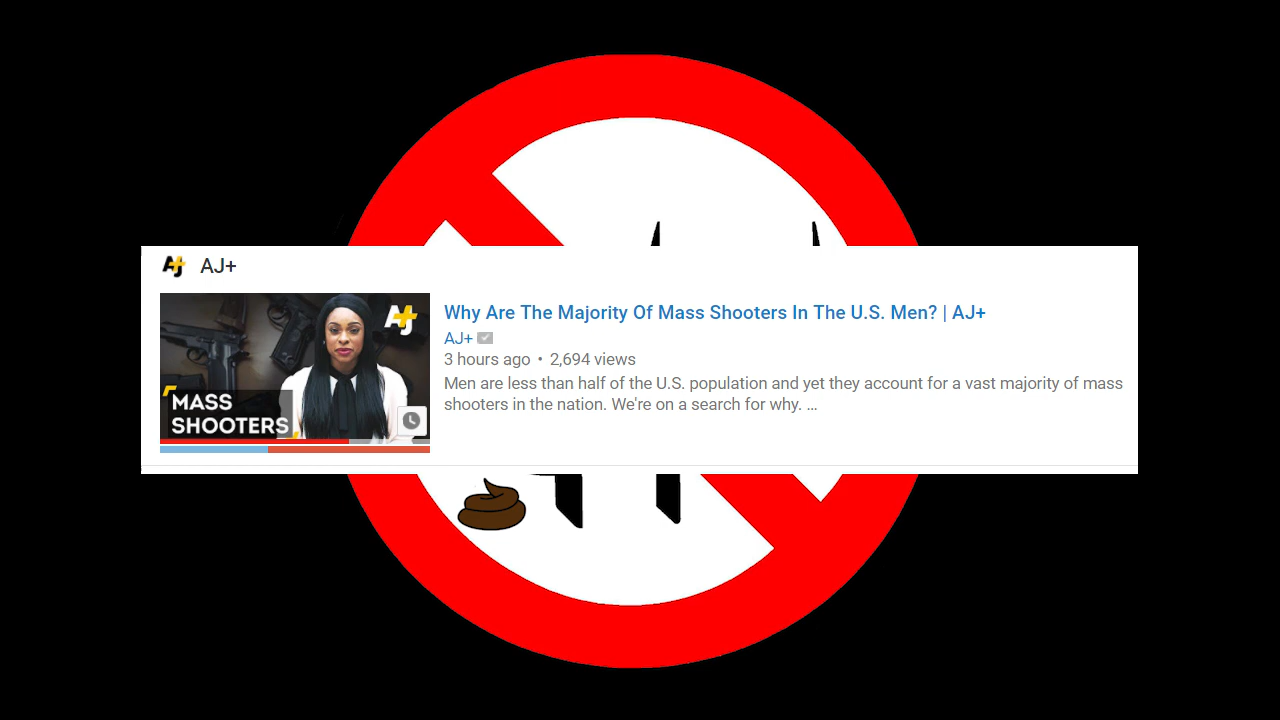 AJ+
AJ+
MASS
SHOOTERS
Why Are The Majority Of Mass Shooters In The U.S. Men? | AJ+
AJ+
3 hours ago • 2,694 views
Men are less than half of the U.S. population and yet they account for a vast majority of mass
shooters in the nation. We're on a search for why. ...